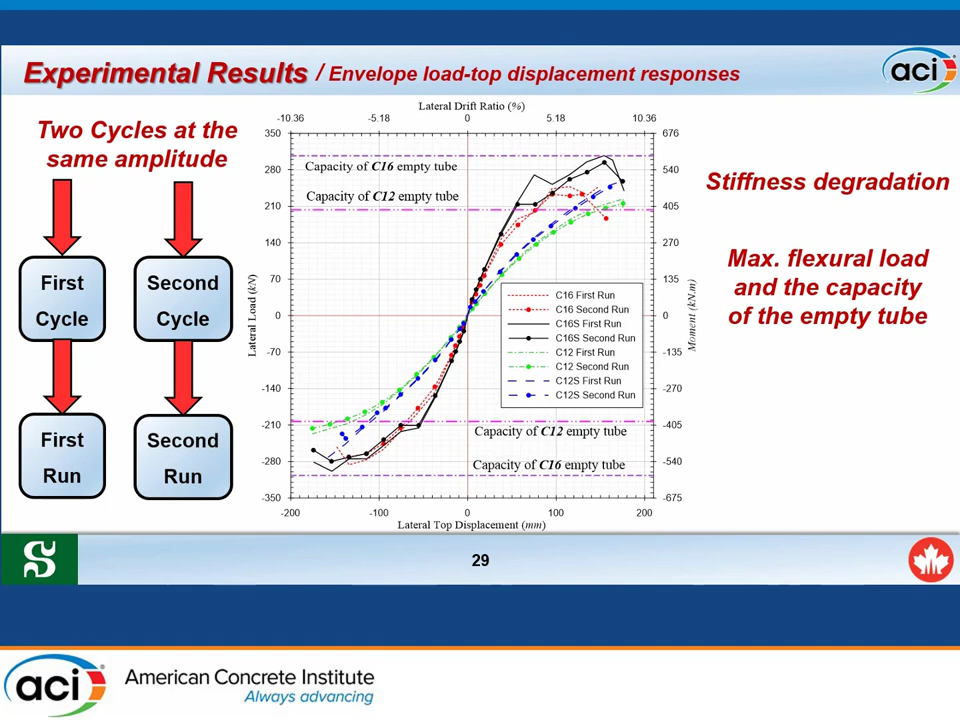 Experimental Results / Envelope load-top displacement responses
aci
Two Cycles at the
same amplitude
First
Cycle
Second
Cycle
First
Run
Second
Run
Lateral Drift Ratio (%)
-10.36 -5.18 0 5.18 10.36
350
280
210
140
70
0
-70
-140
-210
-280
-350
Lateral Load (kN)
Capacity of C16 empty tube
Capacity of C12 empty tube
C16 First Run
C16 Second Run
C16S First Run
C16S Second Run
C12 First Run
C12 Second Run
C12S First Run
C12S Second Run
Capacity of C12 empty tube
Capacity of C16 empty tube
676
540
405
270
135
0
-135
-270
-405
-540
-675
Moment (kN.m)
-200 -100 0 100 200
Lateral Top Displacement (mm)
Stiffness degradation
Max. flexural load
and the capacity
of the empty tube
29
aci
American Concrete Institute
Always advancing